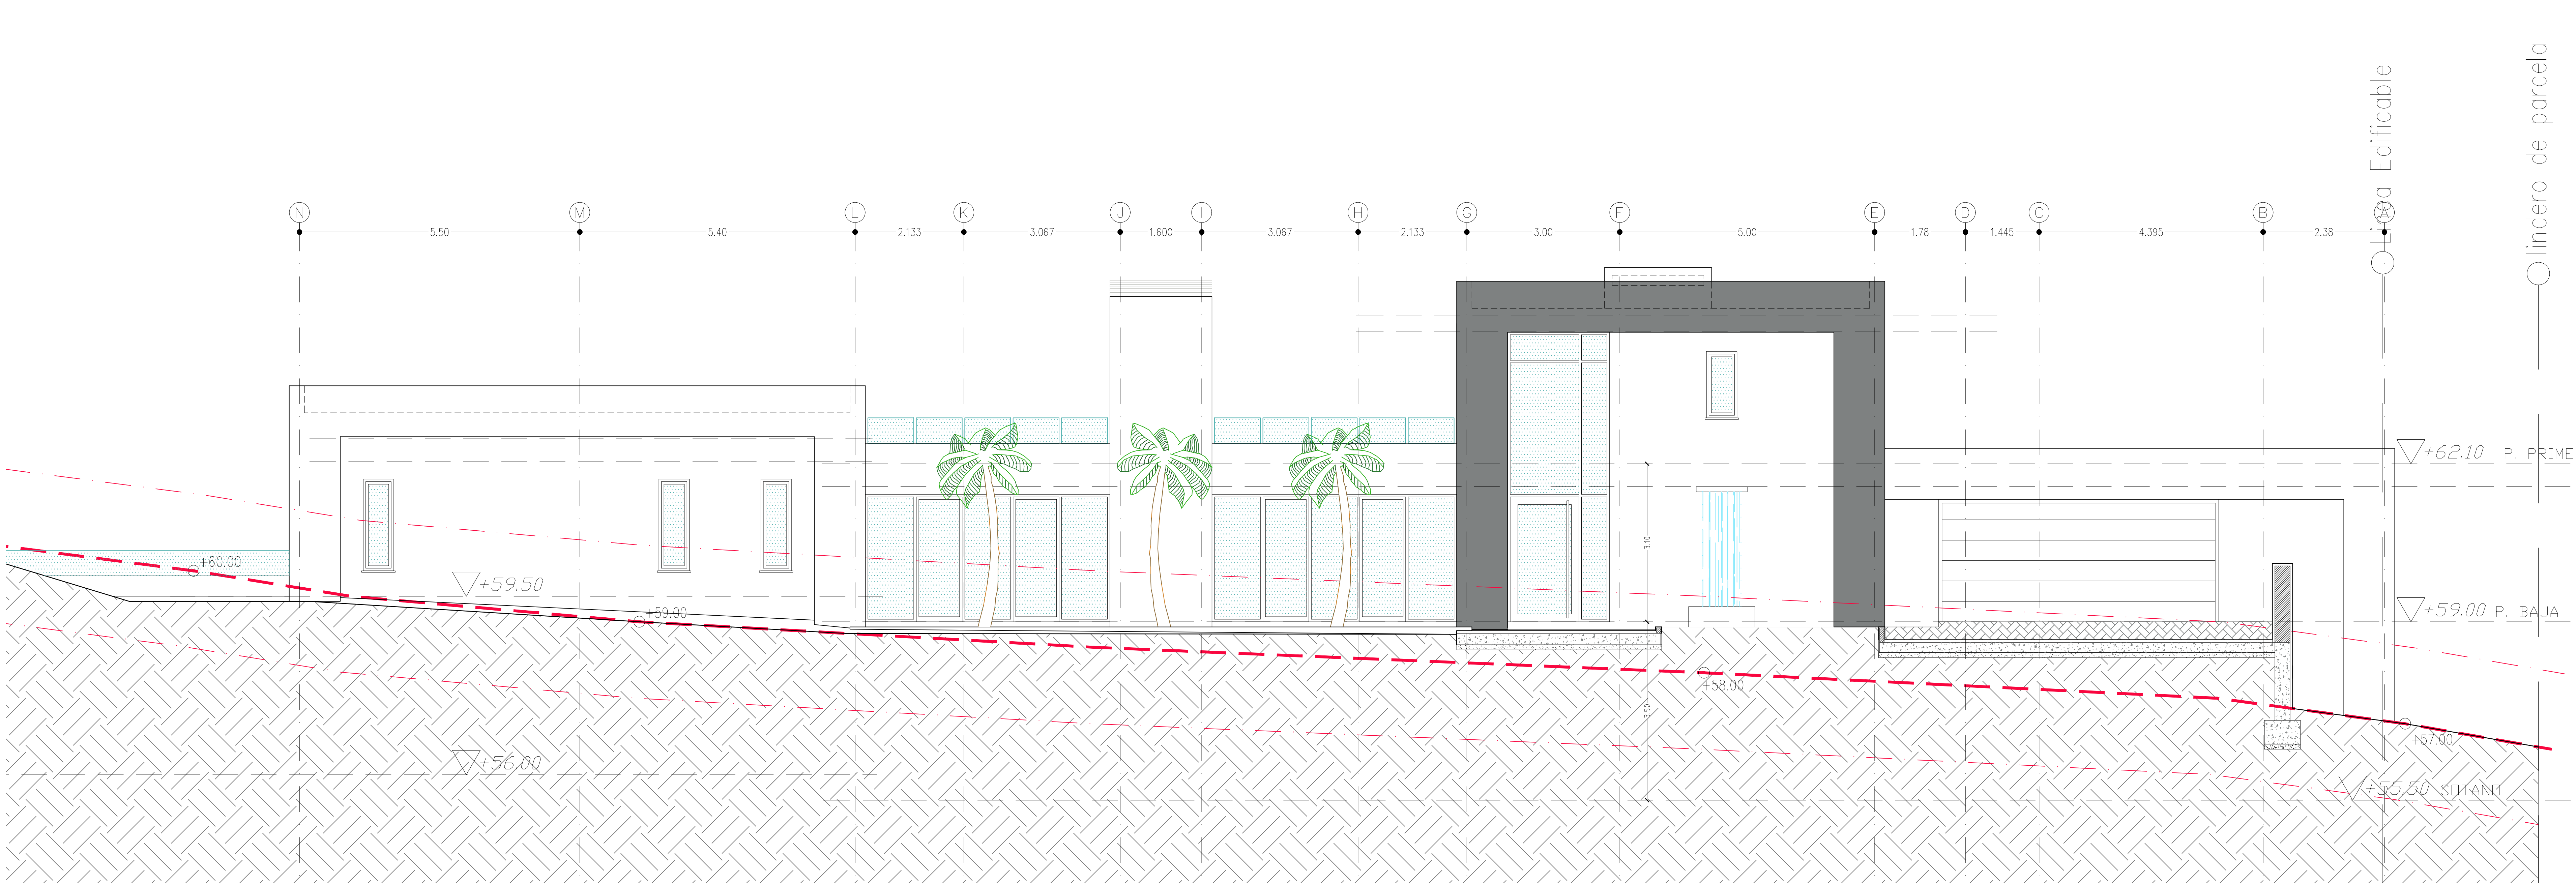 lindero de parcela
Linea Edificable
N
M
L
K
J
I
H
G
F
E
D
C
B
A
5.50
5.40
2.133
3.067
1.600
3.067
2.133
3.00
5.00
1.78
1.445
4.395
2.38
+62.10 P. PRIME
3.10
+60.00
+59.50
+59.00
+59.00 P. BAJA
+58.00
3.50
+57.00
+56.00
+55.50 SOTANO